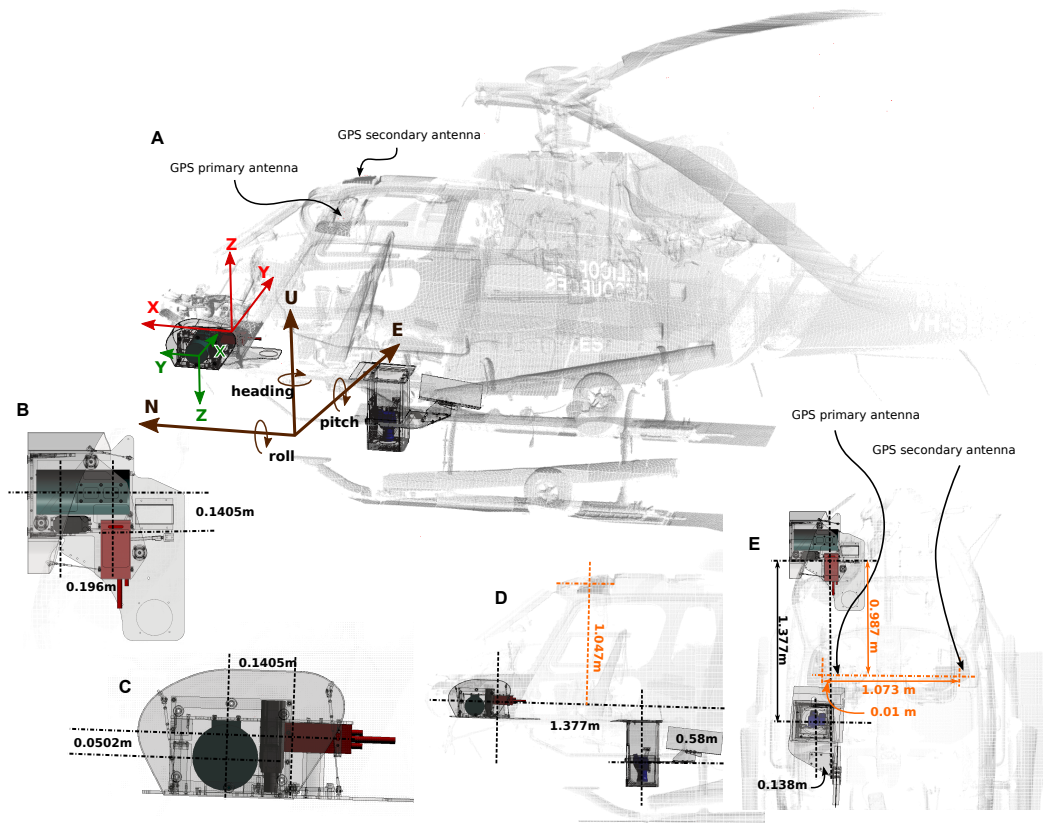 A
GPS secondary antenna
GPS primary antenna
Z
Y
X
U
E
X
Y
Z
heading
pitch
N
roll
B
0.1405m
0.196m
GPS primary antenna
GPS secondary antenna
E
1.377m
0.987 m
1.073 m
0.01 m
0.138m
D
1.047m
1.377m
0.58m
C
0.1405m
0.0502m